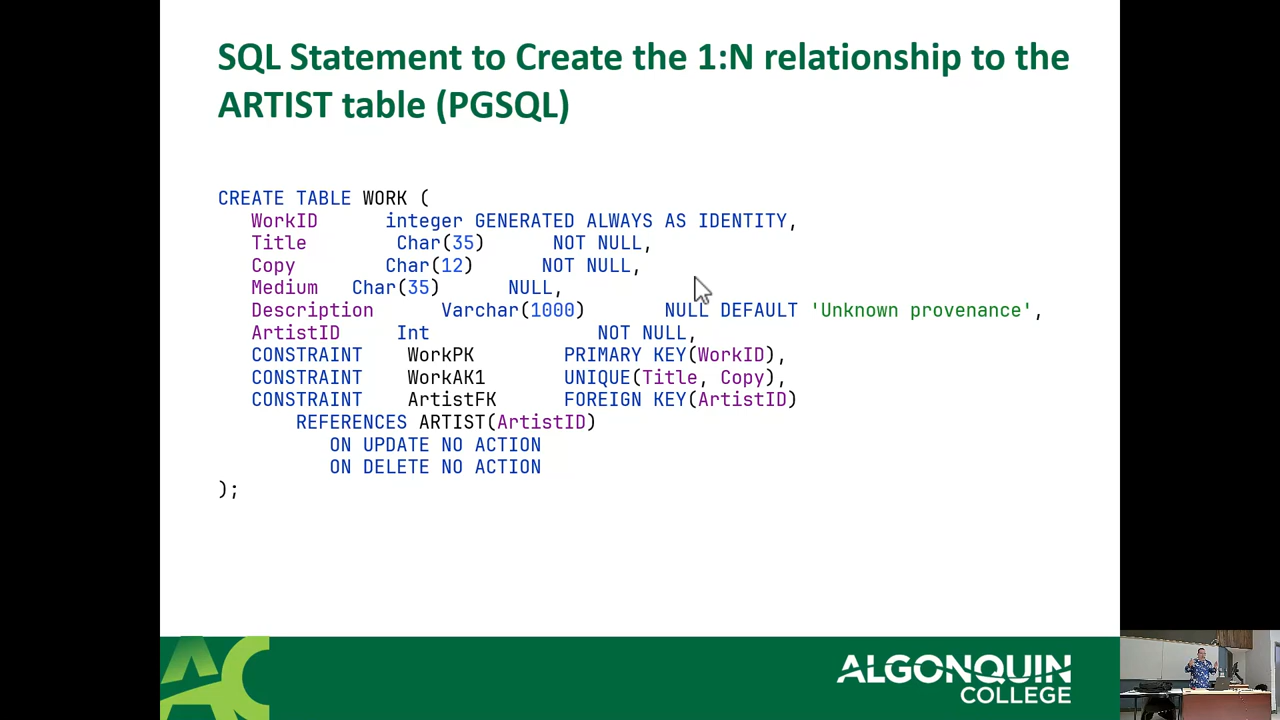 SQL Statement to Create the 1:N relationship to the
ARTIST table (PGSQL)
CREATE TABLE WORK (
WorkID integer GENERATED ALWAYS AS IDENTITY,
Title Char(35) NOT NULL,
Copy Char(12) NOT NULL,
Medium Char(35) NULL,
Description Varchar(1000) NULL DEFAULT 'Unknown provenance',
ArtistID Int NOT NULL,
CONSTRAINT WorkPK PRIMARY KEY(WorkID),
CONSTRAINT WorkAK1 UNIQUE(Title, Copy),
CONSTRAINT ArtistFK FOREIGN KEY(ArtistID)
REFERENCES ARTIST(ArtistID)
ON UPDATE NO ACTION
ON DELETE NO ACTION
);
AC
ALGONQUIN
COLLEGE